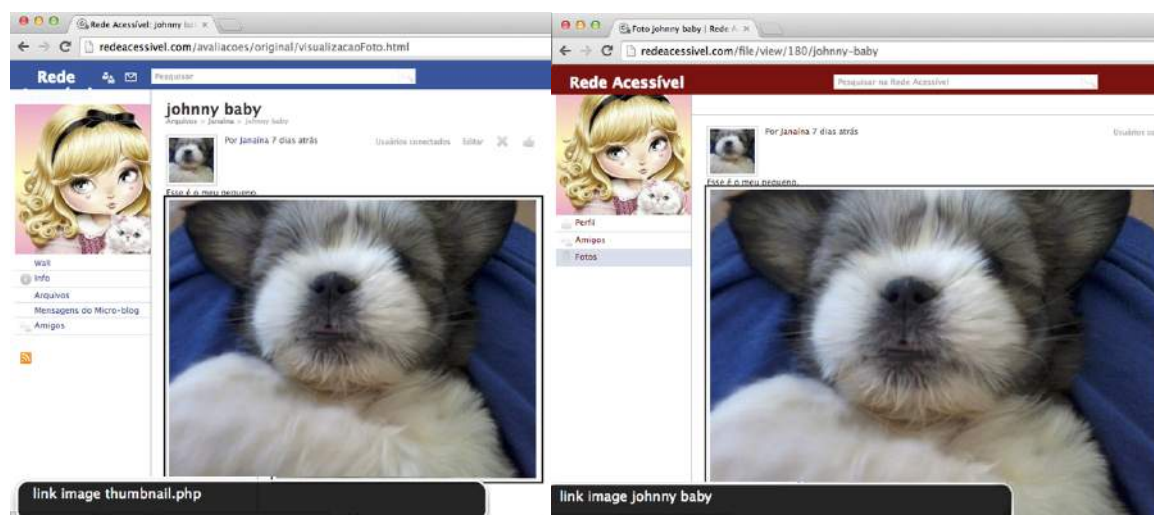 Rede Acessível: johnny ba
redeacessivel.com/avaliacoes/original/visualizacaoFoto.html
Rede
Pesquisar
johnny baby
Arquivos > Janaina > johnny baby
Por Janaína 7 dias atrás
Usuários conectados Editar
Esse é o meu pequeno.
Wall
Info
Arquivos
Mensagens do Micro-blog
Amigos
link image thumbnail.php
Foto johnny baby | Rede A
redeacessivel.com/file/view/180/johnny-baby
Rede Acessível
Pesquisar na Rede Acessível
Por Janaína 7 dias atrás
Usuários co
Esse é o meu pequeno.
Perfil
Amigos
Fotos
link image johnny baby